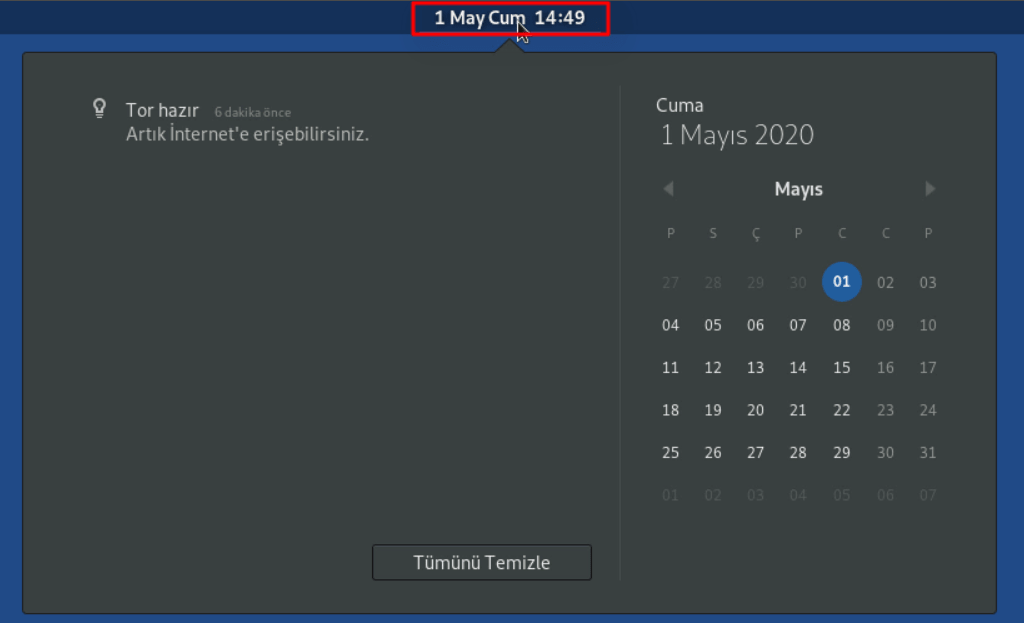 1 May Cum 14:49
Tor hazır 6 dakika önce
Artık İnternet'e erişebilirsiniz.
Tümünü Temizle
Cuma
1 Mayıs 2020
Mayıs
P S Ç P C C P
27 28 29 30 01 02 03
04 05 06 07 08 09 10
11 12 13 14 15 16 17
18 19 20 21 22 23 24
25 26 27 28 29 30 31
01 02 03 04 05 06 07